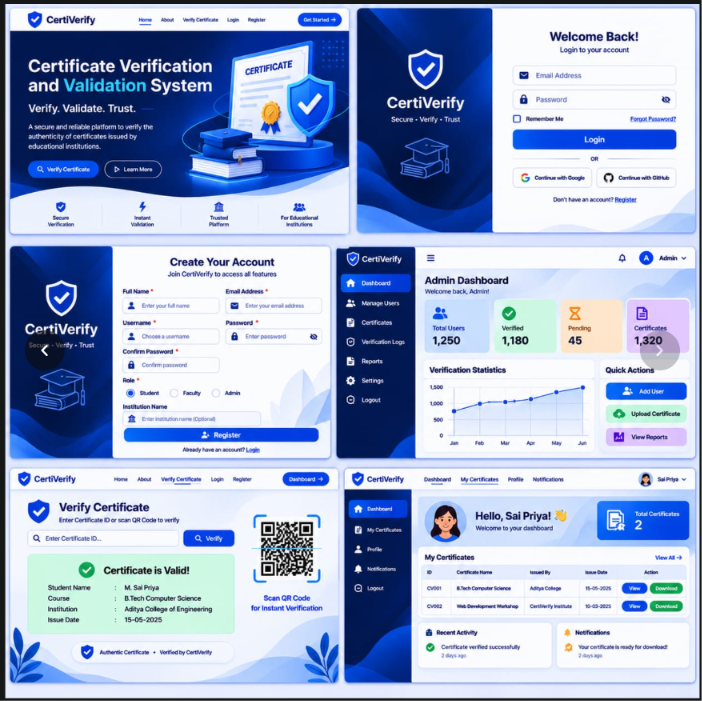 CertiVerify
Home About Verify Certificate Login Register Get Started →
Certificate Verification
and Validation System
Verify. Validate. Trust.
A secure and reliable platform to verify the
authenticity of certificates issued by
educational institutions.
Verify Certificate Learn More
CERTIFICATE
Secure
Verification
Instant
Validation
Trusted
Platform
For Educational
Institutions
CertiVerify
Secure • Verify • Trust
Welcome Back!
Login to your account
Email Address
Password
Remember Me Forgot Password?
Login
OR
Continue with Google Continue with GitHub
Don't have an account? Register
CertiVerify
Secure • Verify • Trust
Create Your Account
Join CertiVerify to access all features
Full Name * Email Address *
Enter your full name Enter your email address
Username * Password *
Choose a username Enter password
Confirm Password *
Confirm password
Role *
Student Faculty Admin
Institution Name
Enter institution name (Optional)
Register
Already have an account? Login
CertiVerify
Dashboard
Manage Users
Certificates
Verification Logs
Reports
Settings
Logout
A Admin
Admin Dashboard
Welcome back, Admin!
Total Users
1,250
Verified
1,180
Pending
45
Certificates
1,320
Verification Statistics
1,500
1,000
500
0
Jan Feb Mar Apr May Jun
Quick Actions
Add User
Upload Certificate
View Reports
CertiVerify
Home About Verify Certificate Login Register Dashboard →
Verify Certificate
Enter Certificate ID or scan QR Code to verify
Enter Certificate ID... Verify
Certificate is Valid!
Student Name : M. Sai Priya
Course : B.Tech Computer Science
Institution : Aditya College of Engineering
Issue Date : 15-05-2025
Scan QR Code
for Instant Verification
Authentic Certificate • Verified by CertiVerify
CertiVerify
Dashboard My Certificates Profile Notifications Sai Priya
Dashboard
My Certificates
Profile
Notifications
Logout
Hello, Sai Priya! 👋
Welcome to your dashboard
Total Certificates
2
My Certificates View All →
ID Certificate Name Issued By Issue Date Action
CV001 B.Tech Computer Science Aditya College 15-05-2025 View Download
CV002 Web Development Workshop CertiVerify Institute 10-03-2025 View Download
Recent Activity
Certificate verified successfully
2 days ago
Notifications
Your certificate is ready for download!
2 days ago